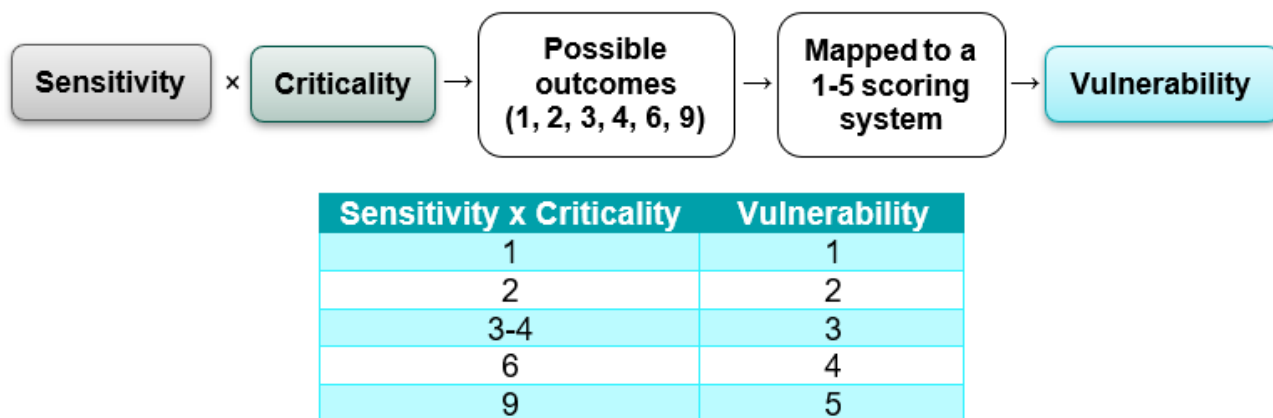 Sensitivity × Criticality → Possible outcomes (1, 2, 3, 4, 6, 9) → Mapped to a 1-5 scoring system → Vulnerability
Sensitivity x Criticality Vulnerability
1 1
2 2
3-4 3
6 4
9 5